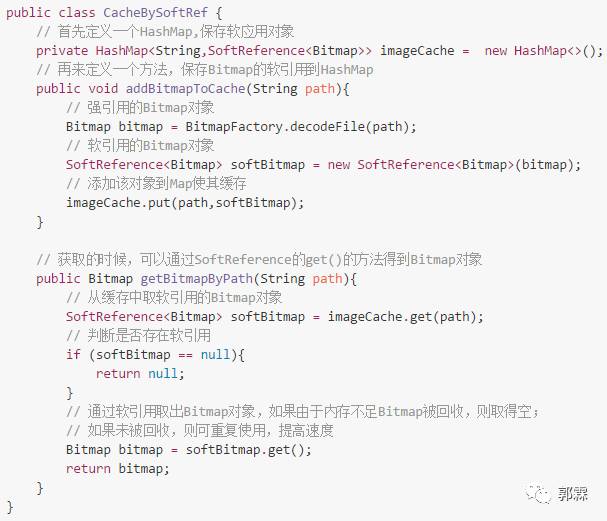 public class CacheBySoftRef {
    // 首先定义一个HashMap,保存软应用对象
    private HashMap<String,SoftReference<Bitmap>> imageCache =  new HashMap<>();
    // 再来定义一个方法，保存Bitmap的软引用到HashMap
    public void addBitmapToCache(String path){
        // 强引用的Bitmap对象
        Bitmap bitmap = BitmapFactory.decodeFile(path);
        // 软引用的Bitmap对象
        SoftReference<Bitmap> softBitmap = new SoftReference<Bitmap>(bitmap);
        // 添加该对象到Map使其缓存
        imageCache.put(path,softBitmap);
    }
    // 获取的时候，可以通过SoftReference的get()的方法得到Bitmap对象
    public Bitmap getBitmapByPath(String path){
        // 从缓存中取软引用的Bitmap对象
        SoftReference<Bitmap> softBitmap = imageCache.get(path);
        // 判断是否存在软引用
        if (softBitmap == null){
            return null;
        }
        // 通过软引用取出Bitmap对象，如果由于内存不足Bitmap被回收，则取得空；
        // 如果未被回收，则可重复使用，提高速度
        Bitmap bitmap = softBitmap.get();
        return bitmap;
    }
}
郭霖